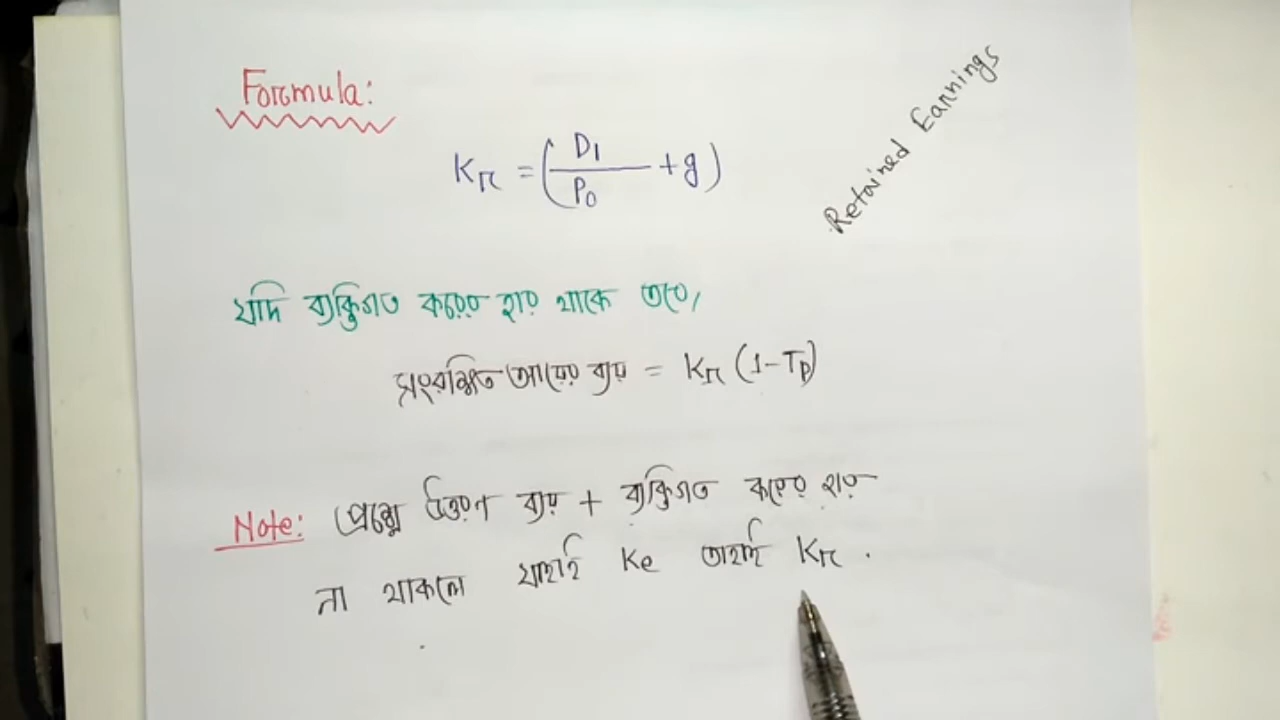 Formula:
Kr = (D1/P0 + g)
Retained Earnings
যদি ব্যক্তিগত করের হার থাকে তবে,
সংরক্ষিত আয়ের ব্যয় = Kr (1-Tp)
Note: প্রশ্নে উত্তরণ ব্যয় + ব্যক্তিগত করের হার
না থাকলে যাহাই Ke তাহাই Kr.